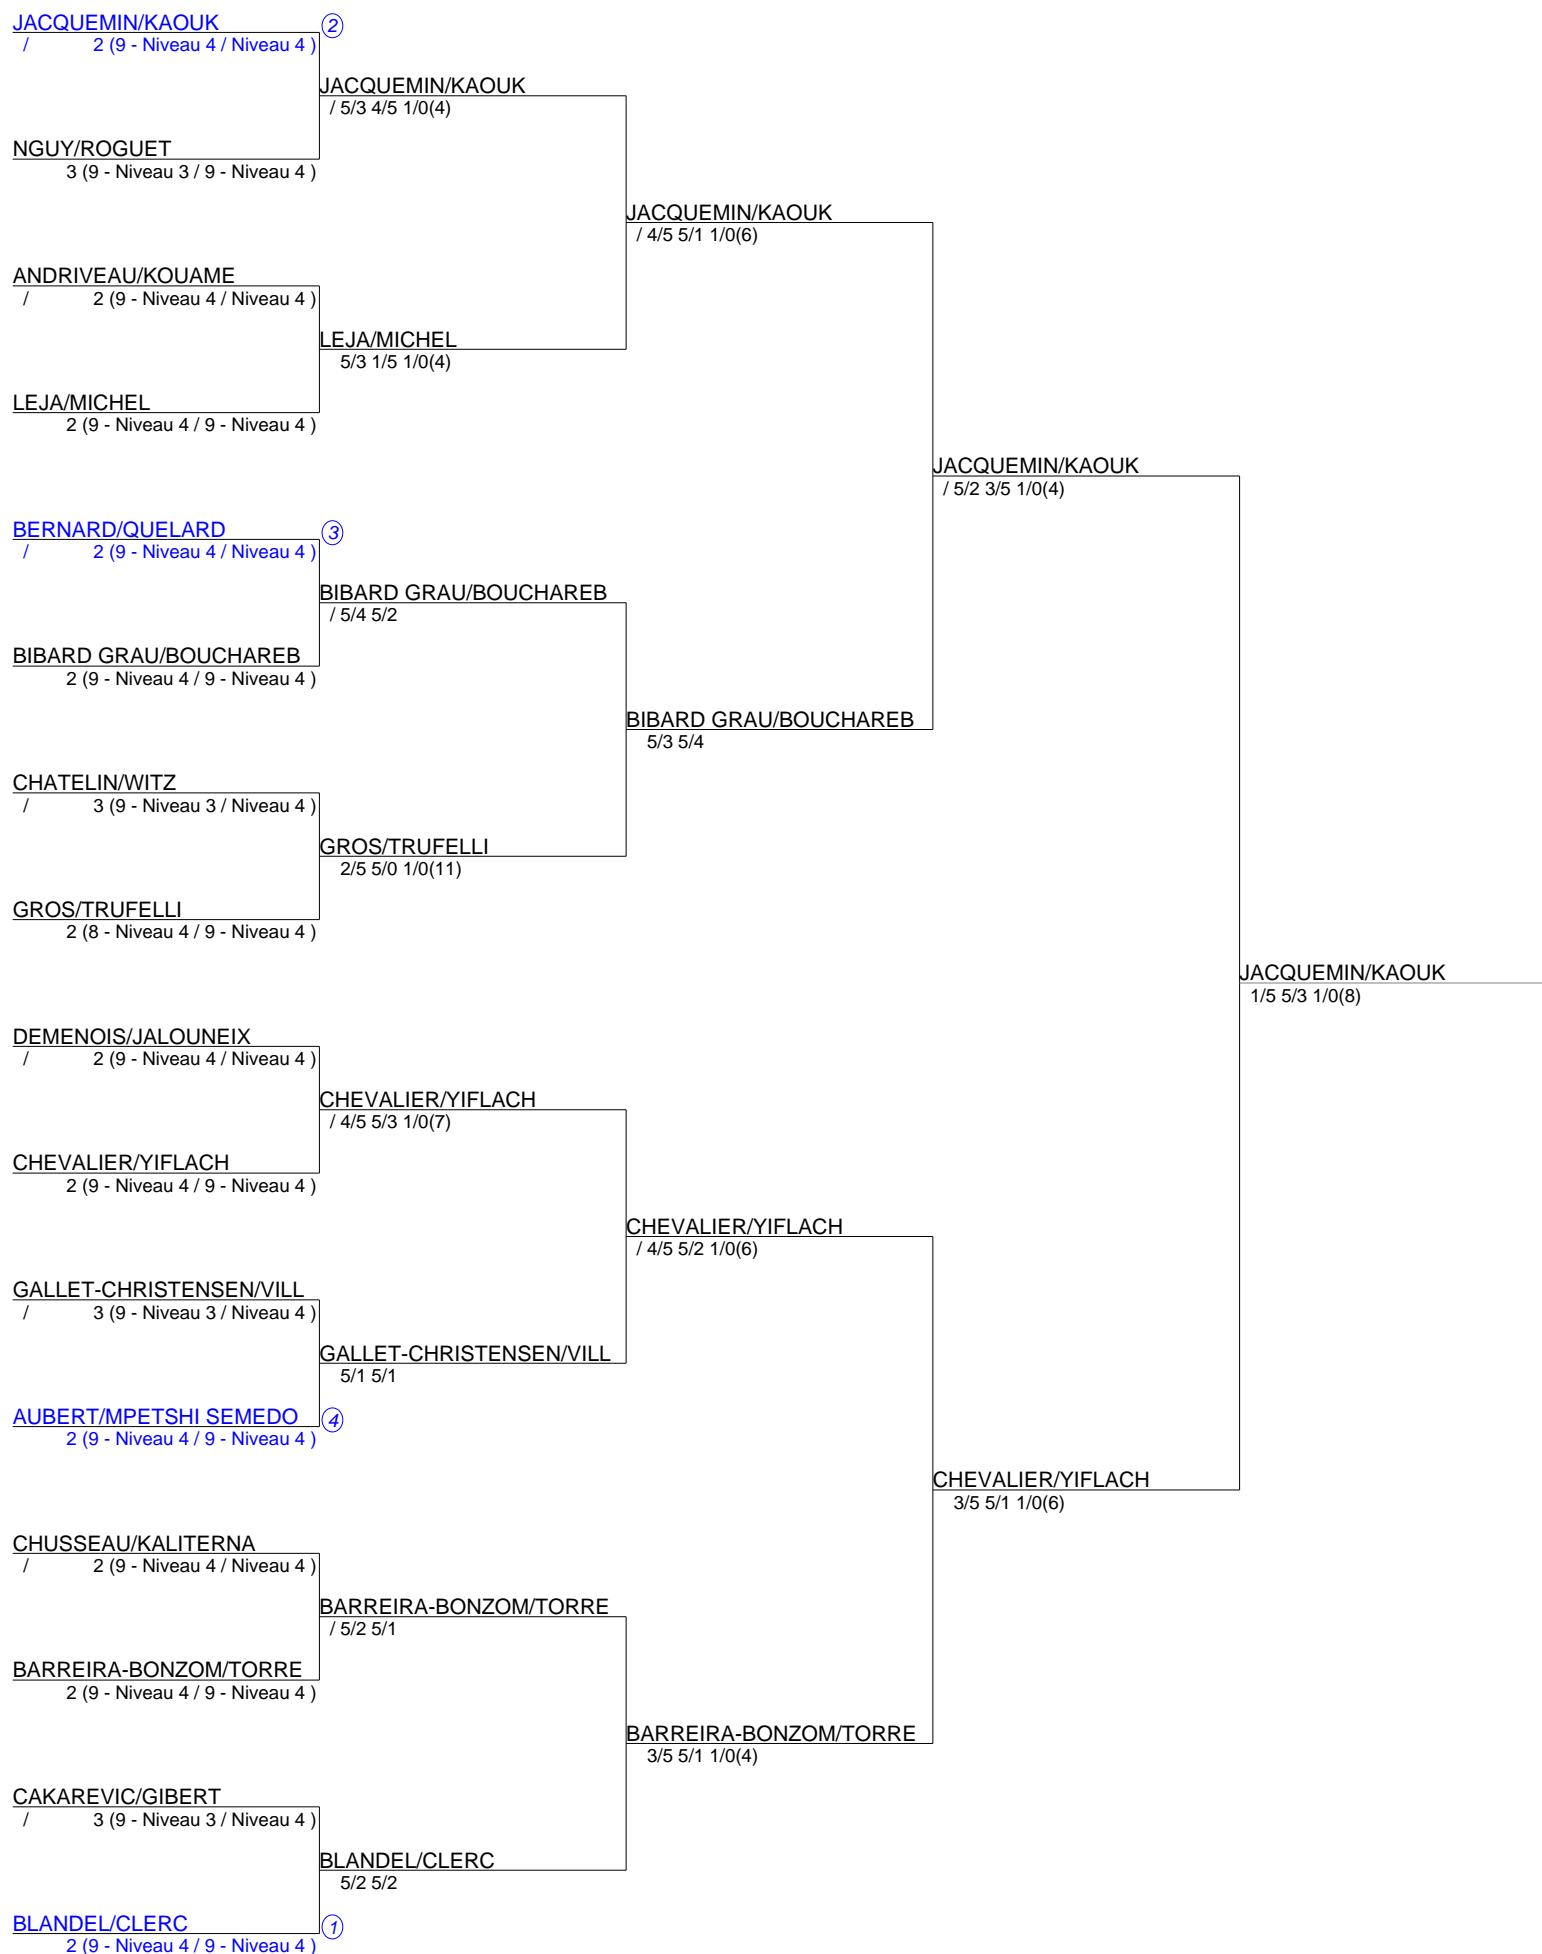 JACQUEMIN/KAOUK ②
/ 2 (9 - Niveau 4 / Niveau 4 )
JACQUEMIN/KAOUK
/ 5/3 4/5 1/0(4)
NGUY/ROGUET
3 (9 - Niveau 3 / 9 - Niveau 4 )
JACQUEMIN/KAOUK
/ 4/5 5/1 1/0(6)
ANDRIVEAU/KOUAME
/ 2 (9 - Niveau 4 / Niveau 4 )
LEJA/MICHEL
5/3 1/5 1/0(4)
LEJA/MICHEL
2 (9 - Niveau 4 / 9 - Niveau 4 )
JACQUEMIN/KAOUK
/ 5/2 3/5 1/0(4)
BERNARD/QUELARD ③
/ 2 (9 - Niveau 4 / Niveau 4 )
BIBARD GRAU/BOUCHAREB
/ 5/4 5/2
BIBARD GRAU/BOUCHAREB
2 (9 - Niveau 4 / 9 - Niveau 4 )
BIBARD GRAU/BOUCHAREB
5/3 5/4
CHATELIN/WITZ
/ 3 (9 - Niveau 3 / Niveau 4 )
GROS/TRUFELLI
2/5 5/0 1/0(11)
GROS/TRUFELLI
2 (8 - Niveau 4 / 9 - Niveau 4 )
JACQUEMIN/KAOUK
1/5 5/3 1/0(8)
DEMENOIS/JALOUNEIX
/ 2 (9 - Niveau 4 / Niveau 4 )
CHEVALIER/YIFLACH
/ 4/5 5/3 1/0(7)
CHEVALIER/YIFLACH
2 (9 - Niveau 4 / 9 - Niveau 4 )
CHEVALIER/YIFLACH
/ 4/5 5/2 1/0(6)
GALLET-CHRISTENSEN/VILL
/ 3 (9 - Niveau 3 / Niveau 4 )
GALLET-CHRISTENSEN/VILL
5/1 5/1
AUBERT/MPETSHI SEMEDO ④
2 (9 - Niveau 4 / 9 - Niveau 4 )
CHEVALIER/YIFLACH
3/5 5/1 1/0(6)
CHUSSEAU/KALITERNA
/ 2 (9 - Niveau 4 / Niveau 4 )
BARREIRA-BONZOM/TORRE
/ 5/2 5/1
BARREIRA-BONZOM/TORRE
2 (9 - Niveau 4 / 9 - Niveau 4 )
BARREIRA-BONZOM/TORRE
3/5 5/1 1/0(4)
CAKAREVIC/GIBERT
/ 3 (9 - Niveau 3 / Niveau 4 )
BLANDEL/CLERC
5/2 5/2
BLANDEL/CLERC ①
2 (9 - Niveau 4 / 9 - Niveau 4 )